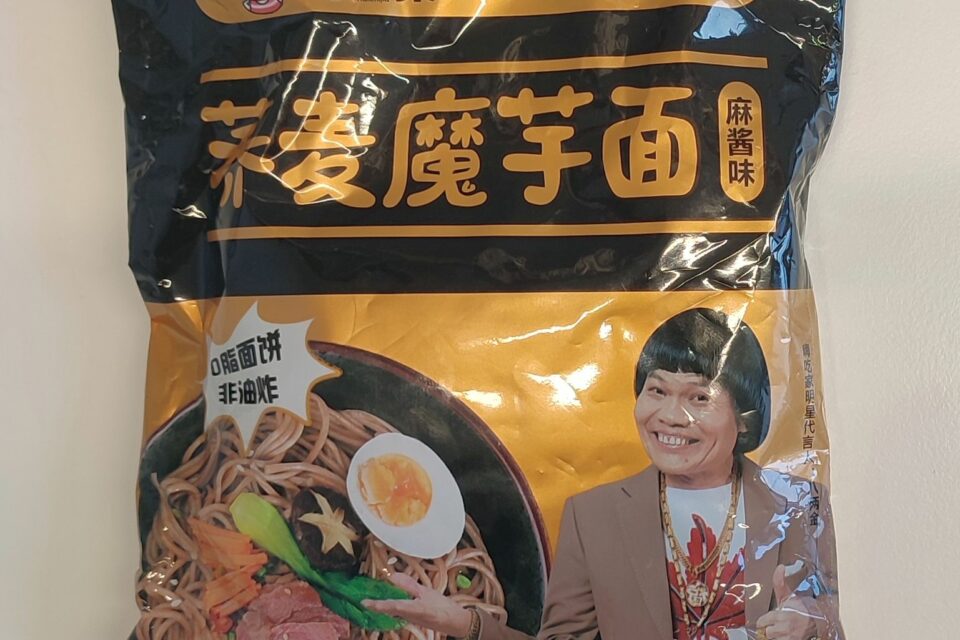 荞麦魔芋面
麻酱味
0脂面饼
非油炸
明星代言人